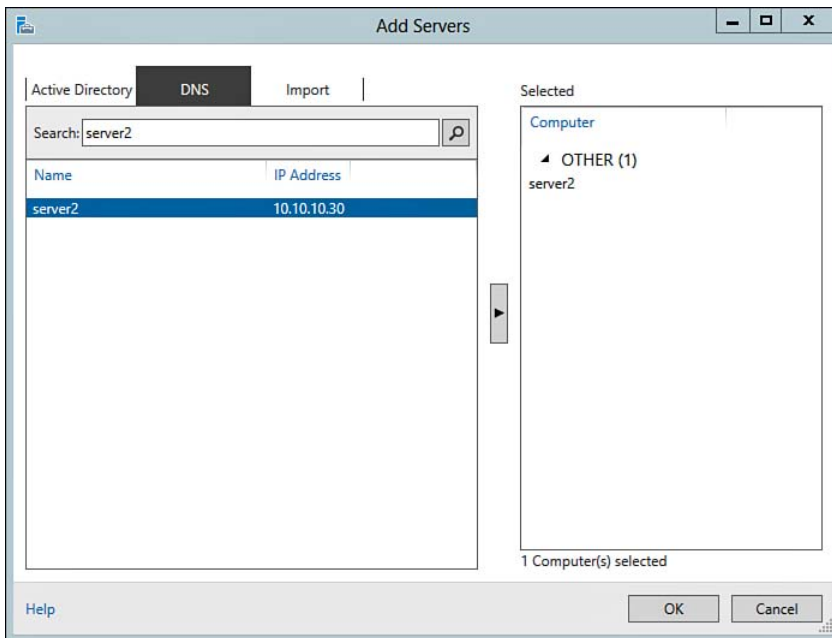 Add Servers
Active Directory DNS Import
Search: server2
Name IP Address
server2 10.10.10.30
Selected
Computer
OTHER (1)
server2
1 Computer(s) selected
Help OK Cancel